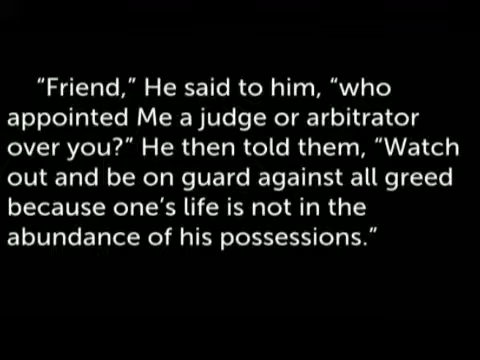 “Friend,” He said to him, “who
appointed Me a judge or arbitrator
over you?” He then told them, “Watch
out and be on guard against all greed
because one’s life is not in the
abundance of his possessions.”